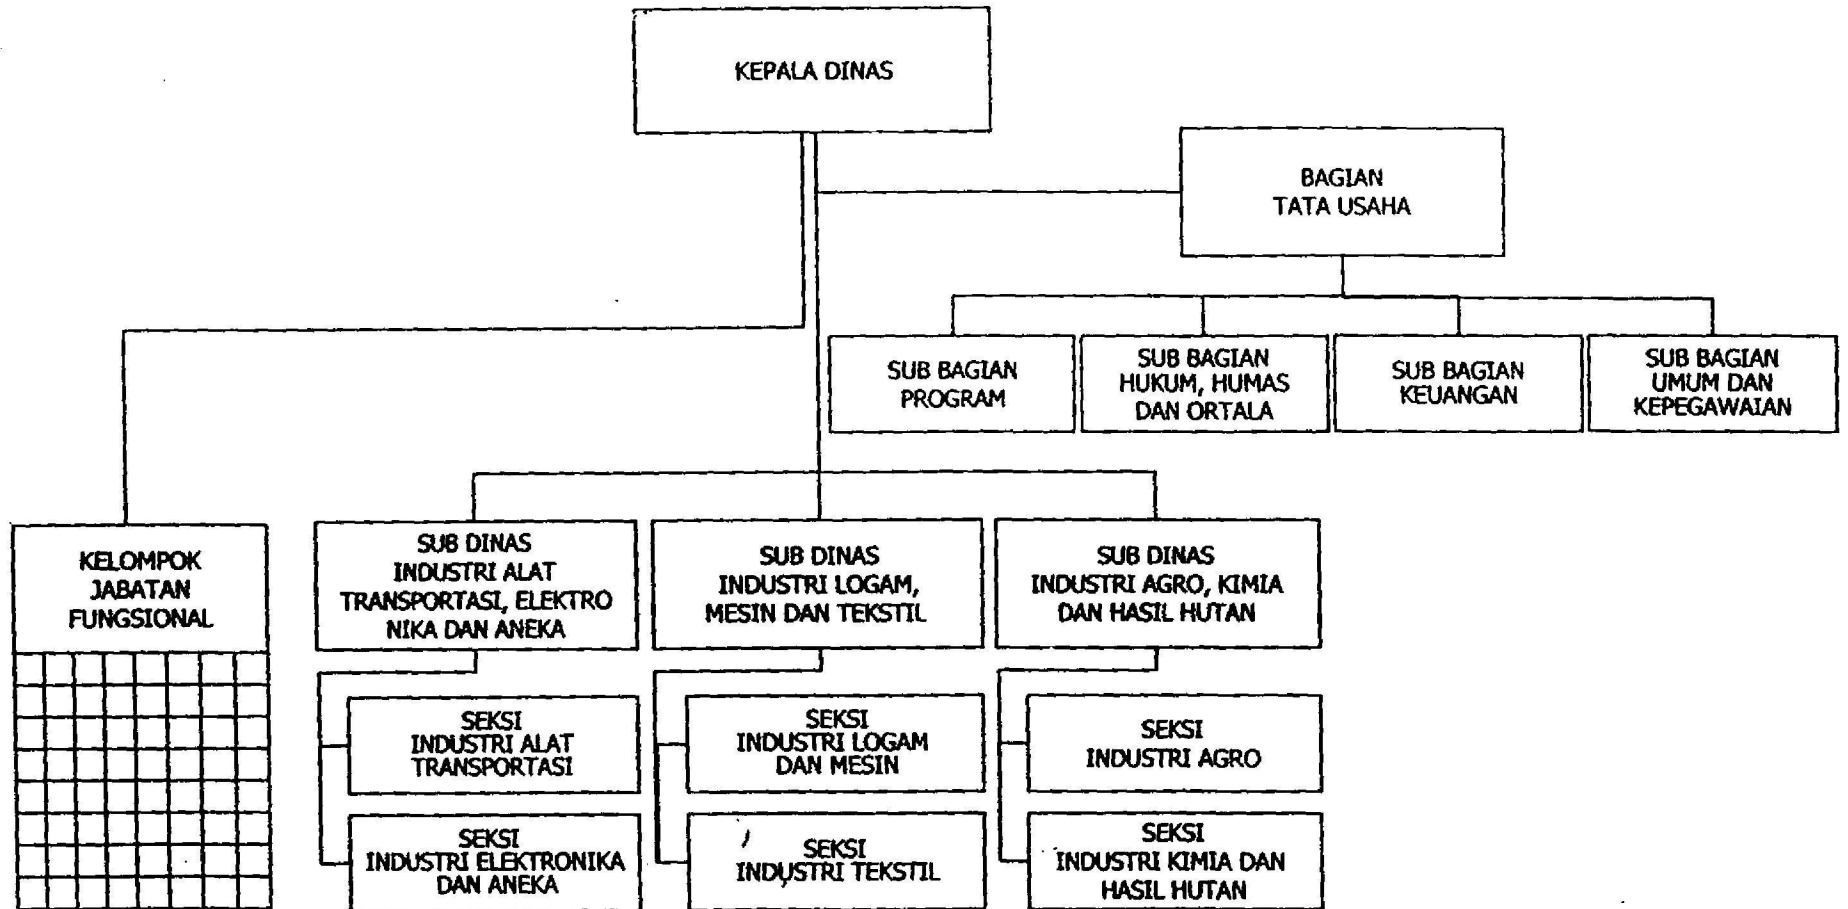 KEPALA DINAS
BAGIAN
TATA USAHA
SUB BAGIAN
PROGRAM
SUB BAGIAN
HUKUM, HUMAS
DAN ORTALA
SUB BAGIAN
KEUANGAN
SUB BAGIAN
UMUM DAN
KEPEGAWAIAN
KELOMPOK
JABATAN
FUNGSIONAL
SUB DINAS
INDUSTRI ALAT
TRANSPORTASI, ELEKTRO
NIKA DAN ANEKA
SUB DINAS
INDUSTRI LOGAM,
MESIN DAN TEKSTIL
SUB DINAS
INDUSTRI AGRO, KIMIA
DAN HASIL HUTAN
SEKSI
INDUSTRI ALAT
TRANSPORTASI
SEKSI
INDUSTRI LOGAM
DAN MESIN
SEKSI
INDUSTRI AGRO
SEKSI
INDUSTRI ELEKTRONIKA
DAN ANEKA
SEKSI
INDUSTRI TEKSTIL
SEKSI
INDUSTRI KIMIA DAN
HASIL HUTAN